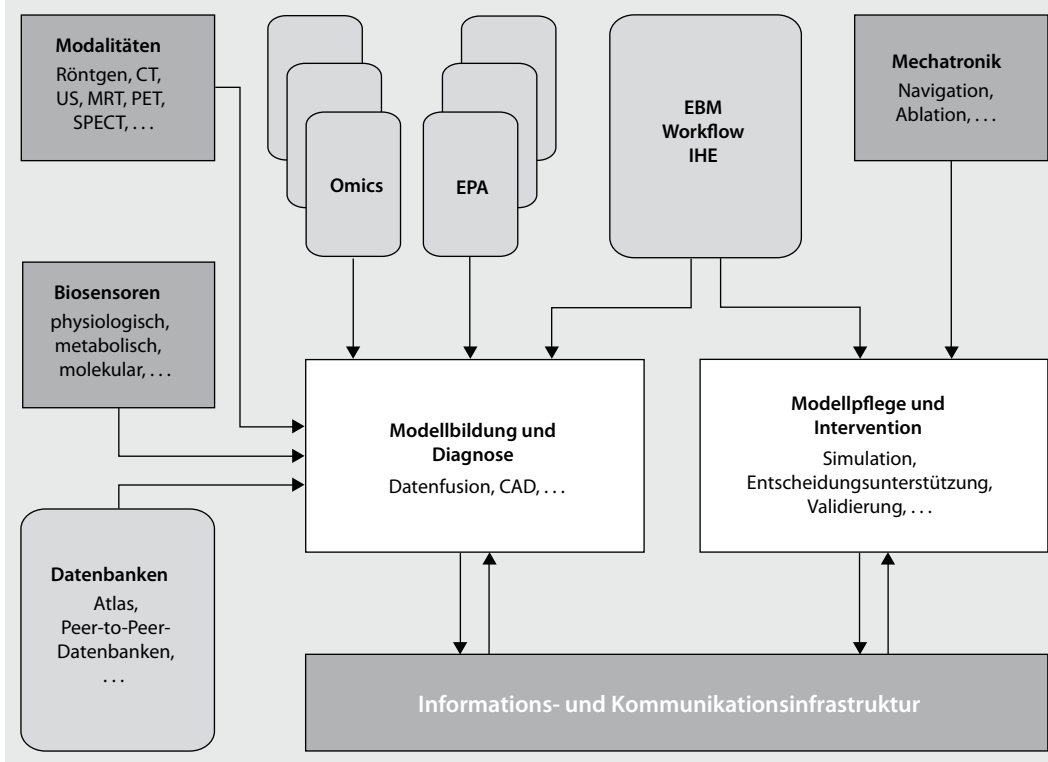 Modalitäten
Röntgen, CT,
US, MRT, PET,
SPECT, . . .
Omics
EPA
EBM
Workflow
IHE
Mechatronik
Navigation,
Ablation, . . .
Biosensoren
physiologisch,
metabolisch,
molekular, . . .
Modellbildung und
Diagnose
Datenfusion, CAD, . . .
Modellpflege und
Intervention
Simulation,
Entscheidungsunterstützung,
Validierung, . . .
Datenbanken
Atlas,
Peer-to-Peer-
Datenbanken,
. . .
Informations- und Kommunikationsinfrastruktur